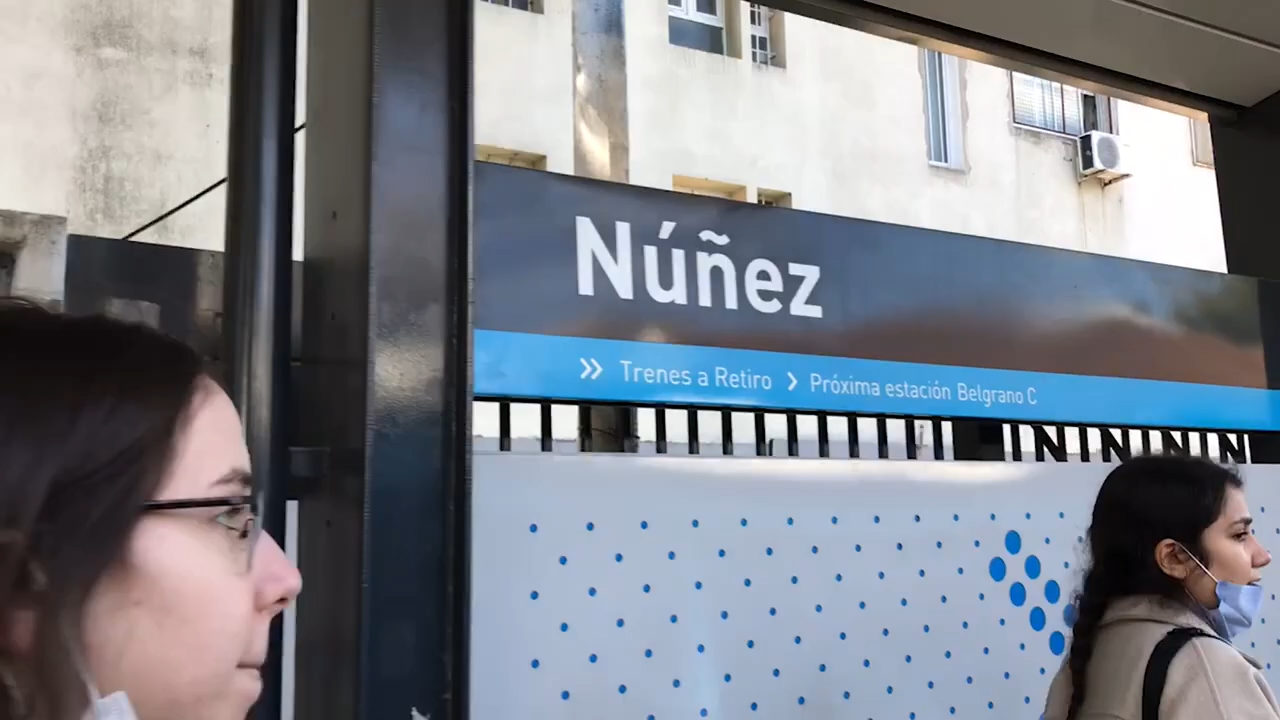 Núñez
» Trenes a Retiro › Próxima estación Belgrano C